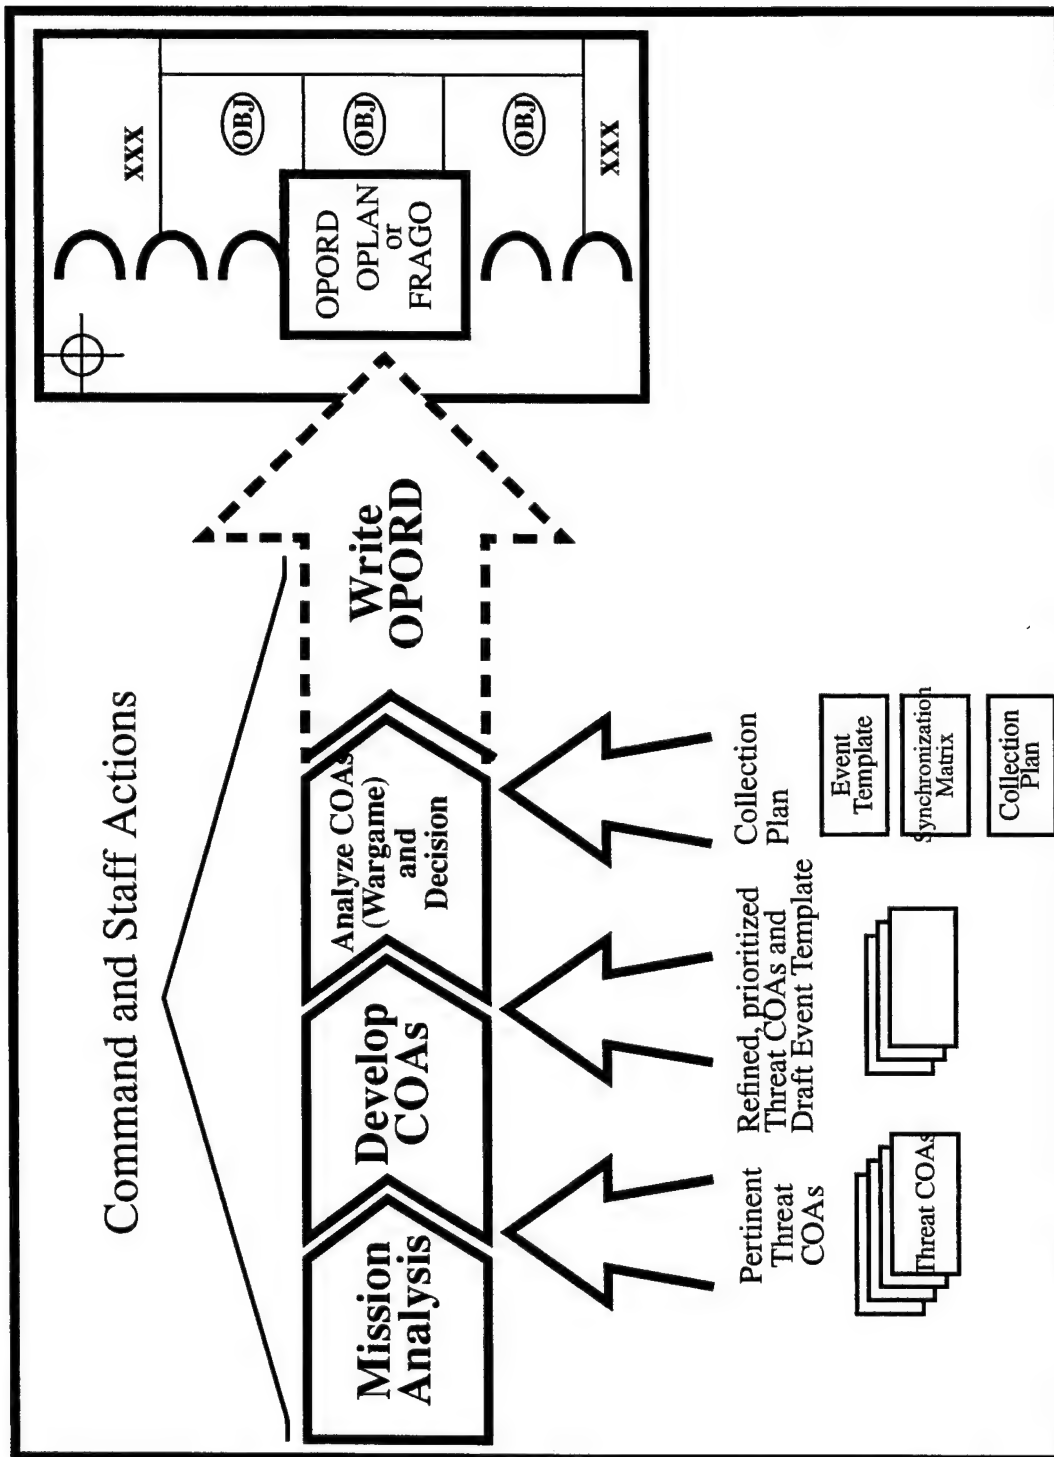 Command and Staff Actions
Mission
Analysis
Develop
COAs
Analyze COAs
(Wargame)
and
Decision
Write
OPORD
xxx
OBJ
OBJ
OBJ
xxx
OPORD
OPLAN
or
FRAGO
Pertinent
Threat
COAs
Refined, prioritized
Threat COAs and
Draft Event Template
Collection
Plan
Threat COAs
Event
Template
Synchronization
Matrix
Collection
Plan